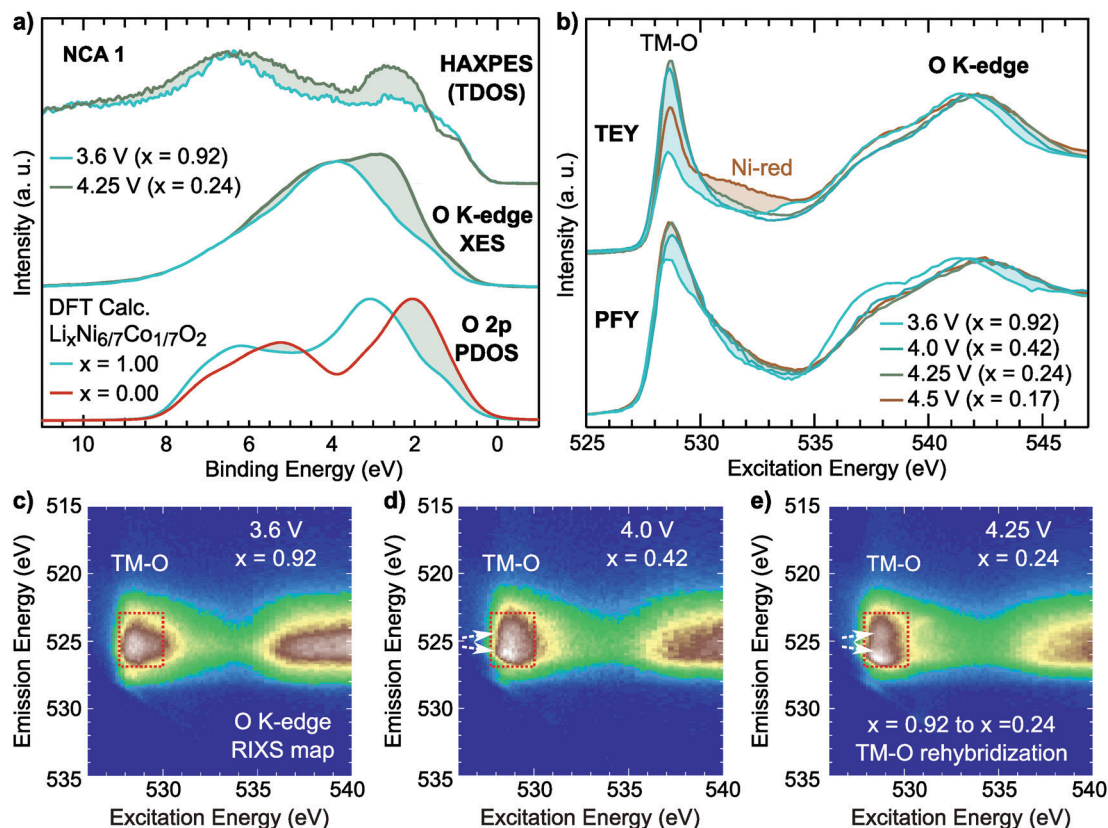 a)
NCA 1
HAXPES
(TDOS)
3.6 V (x = 0.92)
4.25 V (x = 0.24)
O K-edge
XES
DFT Calc.
LixNi6/7Co1/7O2
x = 1.00
x = 0.00
O 2p
PDOS
Intensity (a. u.)
10 8 6 4 2 0
Binding Energy (eV)
b)
TM-O
O K-edge
TEY
Ni-red
PFY
3.6 V (x = 0.92)
4.0 V (x = 0.42)
4.25 V (x = 0.24)
4.5 V (x = 0.17)
Intensity (a. u.)
525 530 535 540 545
Excitation Energy (eV)
c)
515
520
525
530
535
Emission Energy (eV)
3.6 V
x = 0.92
TM-O
O K-edge
RIXS map
530 535 540
Excitation Energy (eV)
d)
515
520
525
530
535
Emission Energy (eV)
4.0 V
x = 0.42
TM-O
530 535 540
Excitation Energy (eV)
e)
515
520
525
530
535
Emission Energy (eV)
4.25 V
x = 0.24
TM-O
x = 0.92 to x =0.24
TM-O rehybridization
530 535 540
Excitation Energy (eV)